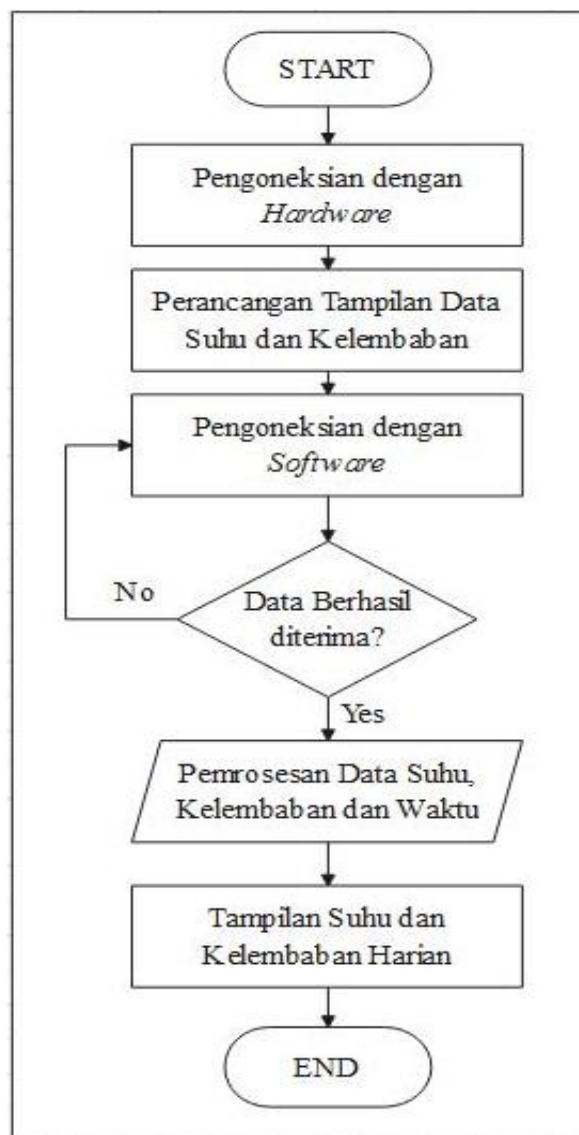 START
Pengoneksian dengan
Hardware
Perancangan Tampilan Data
Suhu dan Kelembaban
Pengoneksian dengan
Software
No
Data Berhasil
diterima?
Yes
Pemrosesan Data Suhu,
Kelembaban dan Waktu
Tampilan Suhu dan
Kelembaban Harian
END